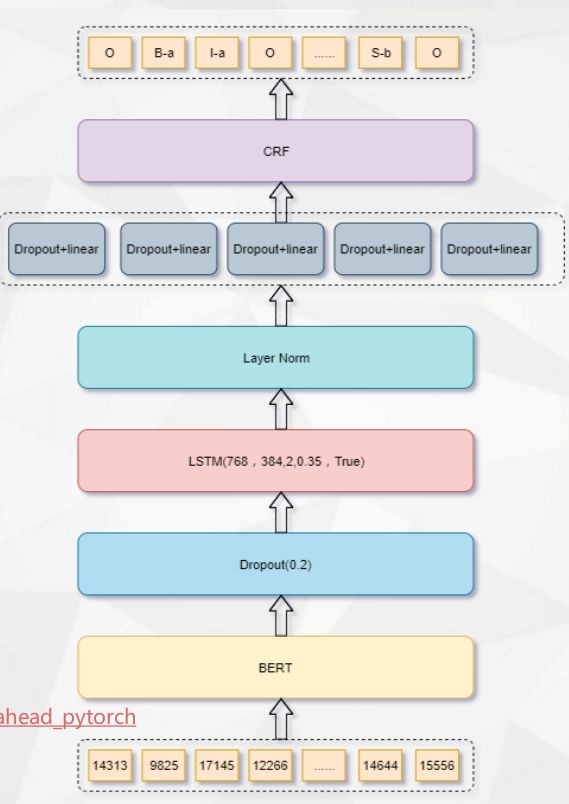 O B-a I-a O ...... S-b O
CRF
Dropout+linear Dropout+linear Dropout+linear Dropout+linear Dropout+linear
Layer Norm
LSTM(768，384,2,0.35，True)
Dropout(0.2)
BERT
ahead_pytorch
14313 9825 17145 12266 ...... 14644 15556